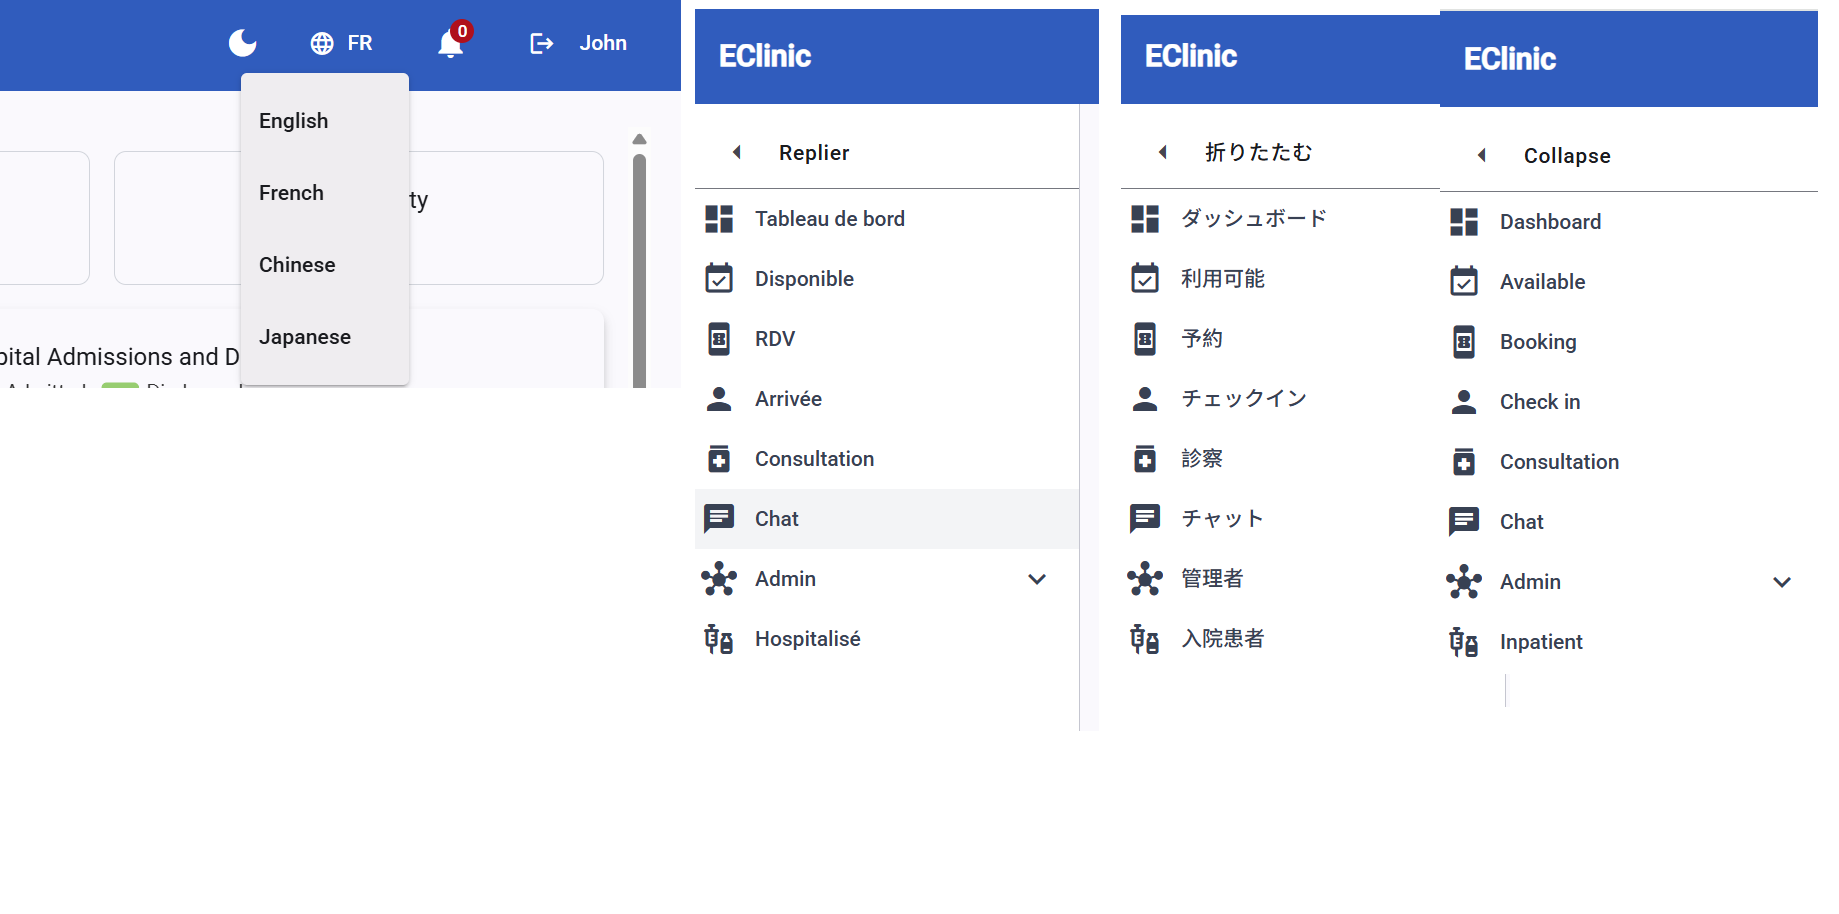 FR
0
John
English
French
Chinese
Japanese
ty
pital Admissions and D
EClinic
Replier
Tableau de bord
Disponible
RDV
Arrivée
Consultation
Chat
Admin
Hospitalisé
EClinic
折りたたむ
ダッシュボード
利用可能
予約
チェックイン
診察
チャット
管理者
入院患者
EClinic
Collapse
Dashboard
Available
Booking
Check in
Consultation
Chat
Admin
Inpatient